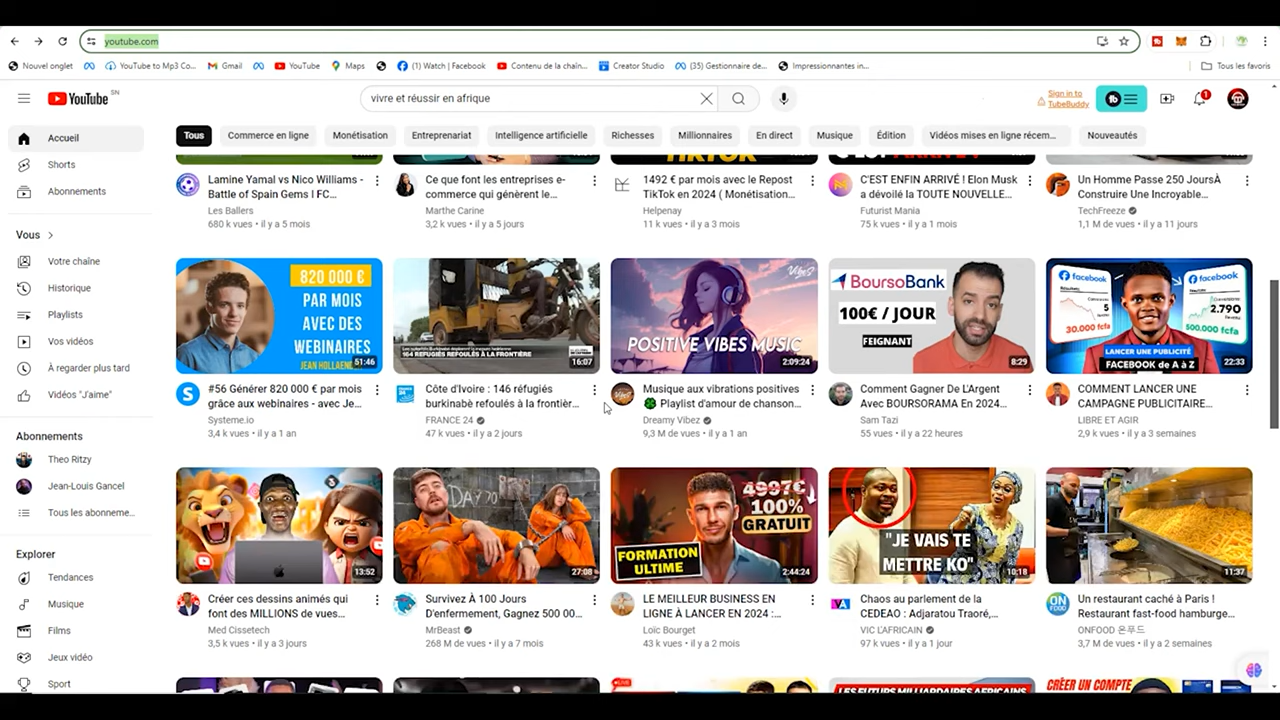 youtube.com
Nouvel onglet
YouTube to Mp3 Co...
Gmail
YouTube
Maps
(1) Watch | Facebook
Contenu de la chaîn...
Creator Studio
(35) Gestionnaire de...
Impressionnantes in...
Tous les favoris
YouTube SN
vivre et réussir en afrique
Sign in to
TubeBuddy
tb
1
Accueil
Shorts
Abonnements
Vous
Votre chaîne
Historique
Playlists
Vos vidéos
À regarder plus tard
Vidéos "J'aime"
Abonnements
Theo Ritzy
Jean-Louis Gancel
Tous les abonneme...
Explorer
Tendances
Musique
Films
Jeux vidéo
Sport
Tous
Commerce en ligne
Monétisation
Entreprenariat
Intelligence artificielle
Richesses
Millionnaires
En direct
Musique
Édition
Vidéos mises en ligne récem...
Nouveautés
TIKTOK
C'EST ARRIVÉ !
Lamine Yamal vs Nico Williams -
Battle of Spain Gems l FC...
Les Ballers
680 k vues • il y a 5 mois
Ce que font les entreprises e-
commerce qui génèrent le...
Marthe Carine
3,2 k vues • il y a 5 jours
1492 € par mois avec le Repost
TikTok en 2024 ( Monétisation...
Helpenay
11 k vues • il y a 3 mois
C'EST ENFIN ARRIVÉ ! Elon Musk
a dévoilé la TOUTE NOUVELLE...
Futurist Mania
75 k vues • il y a 1 mois
Un Homme Passe 250 JoursÀ
Construire Une Incroyable...
TechFreeze
1,1 M de vues • il y a 11 jours
820 000 €
PAR MOIS
AVEC DES
WEBINAIRES
JEAN HOLLAEN
51:46
#56 Générer 820 000 € par mois
grâce aux webinaires - avec Je...
Systeme.io
3,4 k vues • il y a 1 an
164 REFUGIÉS REFOULÉS À LA FRONTIÈRE
16:07
Côte d'Ivoire : 146 réfugiés
burkinabè refoulés à la frontièr...
FRANCE 24
47 k vues • il y a 2 jours
Vibes
POSITIVE VIBES MUSIC
2:09:24
Musique aux vibrations positives
🍀 Playlist d'amour de chanson...
Dreamy Vibez
9,3 M de vues • il y a 1 an
BoursoBank
100€ / JOUR
FEIGNANT
8:29
Comment Gagner De L'Argent
Avec BOURSORAMA En 2024...
Sam Tazi
55 vues • il y a 22 heures
facebook
facebook
5
30.000 fcfa
2.790
500.000 fcfa
LANCER UNE PUBLICITÉ
FACEBOOK de A à Z
22:33
COMMENT LANCER UNE
CAMPAGNE PUBLICITAIRE...
LIBRE ET AGIR
2,9 k vues • il y a 3 semaines
13:52
Créer ces dessins animés qui
font des MILLIONS de vues...
Med Cissetech
3,5 k vues • il y a 3 jours
27:08
Survivez À 100 Jours
D'enfermement, Gagnez 500 00...
MrBeast
268 M de vues • il y a 7 mois
4997€
100%
GRATUIT
FORMATION
ULTIME
2:44:24
LE MEILLEUR BUSINESS EN
LIGNE À LANCER EN 2024 :...
Loïc Bourget
43 k vues • il y a 2 mois
"JE VAIS TE
METTRE KO"
10:18
Chaos au parlement de la
CEDEAO : Adjaratou Traoré,...
VIC L'AFRICAIN
97 k vues • il y a 1 jour
11:37
Un restaurant caché à Paris !
Restaurant fast-food hamburge...
ONFOOD 온푸드
3,7 M de vues • il y a 2 semaines
LIVE
LES FUTURS MILLIARDAIRES AFRICAINS
CRÉER UN COMPTE